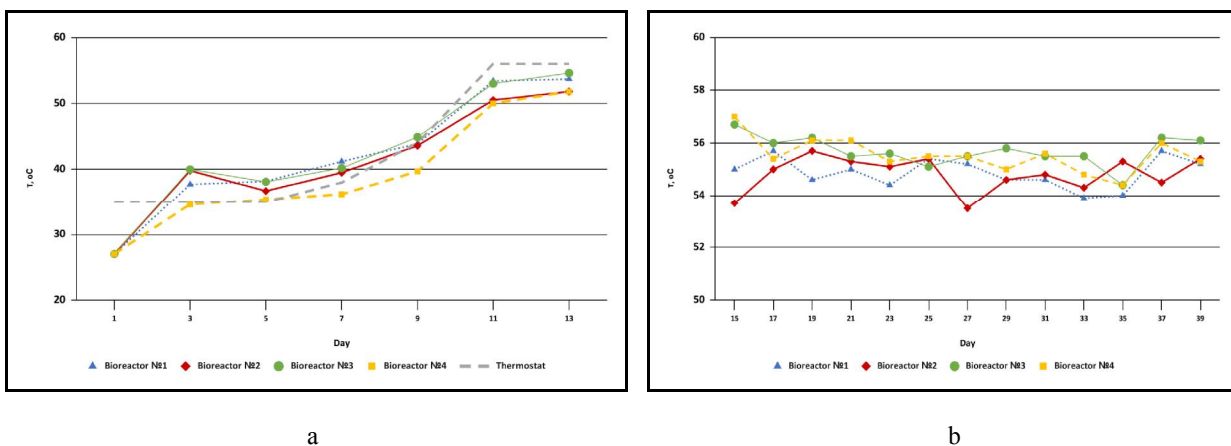 60
50
40
30
20
T, oC
1 3 5 7 9 11 13
Day
Bioreactor №1 Bioreactor №2 Bioreactor №3 Bioreactor №4 Thermostat
a
60
58
56
54
52
50
T, oC
15 17 19 21 23 25 27 29 31 33 35 37 39
Day
Bioreactor №1 Bioreactor №2 Bioreactor №3 Bioreactor №4
b